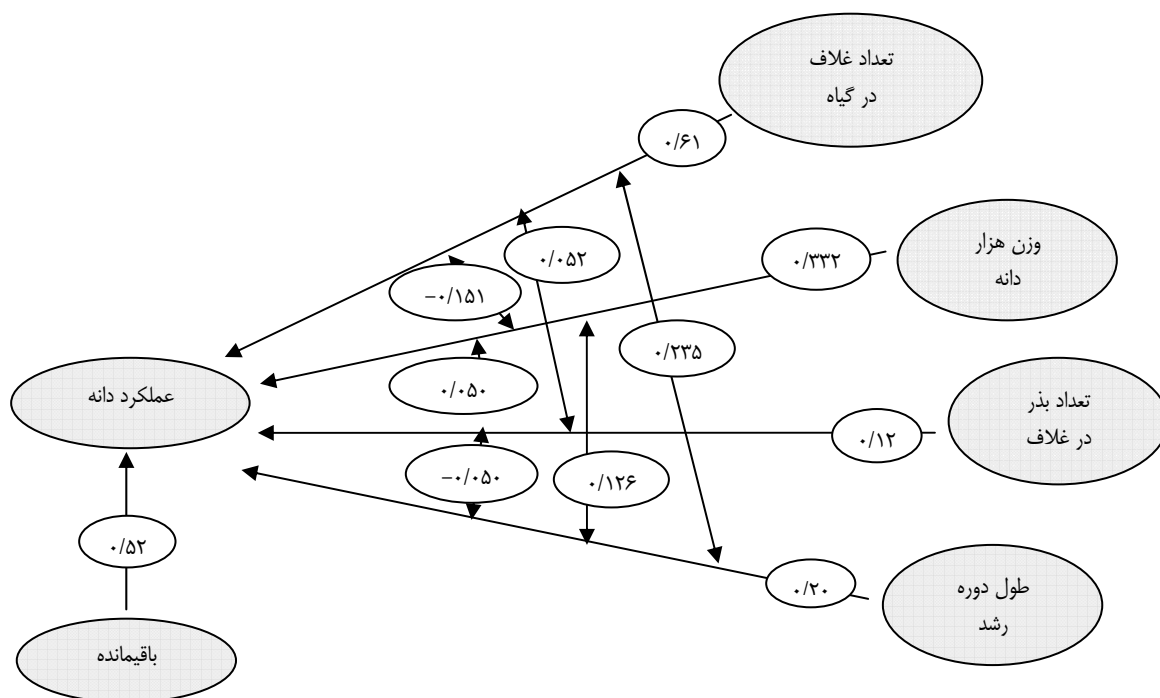 تعداد غلاف
در گیاه
۰/۶۱
وزن هزار
دانه
۰/۳۳۲
۰/۰۵۲
-۰/۱۵۱
۰/۲۳۵
۰/۰۵۰
عملکرد دانه
تعداد بذر
در غلاف
۰/۱۲
-۰/۰۵۰
۰/۱۲۶
۰/۵۲
۰/۲۰
طول دوره
رشد
باقیمانده